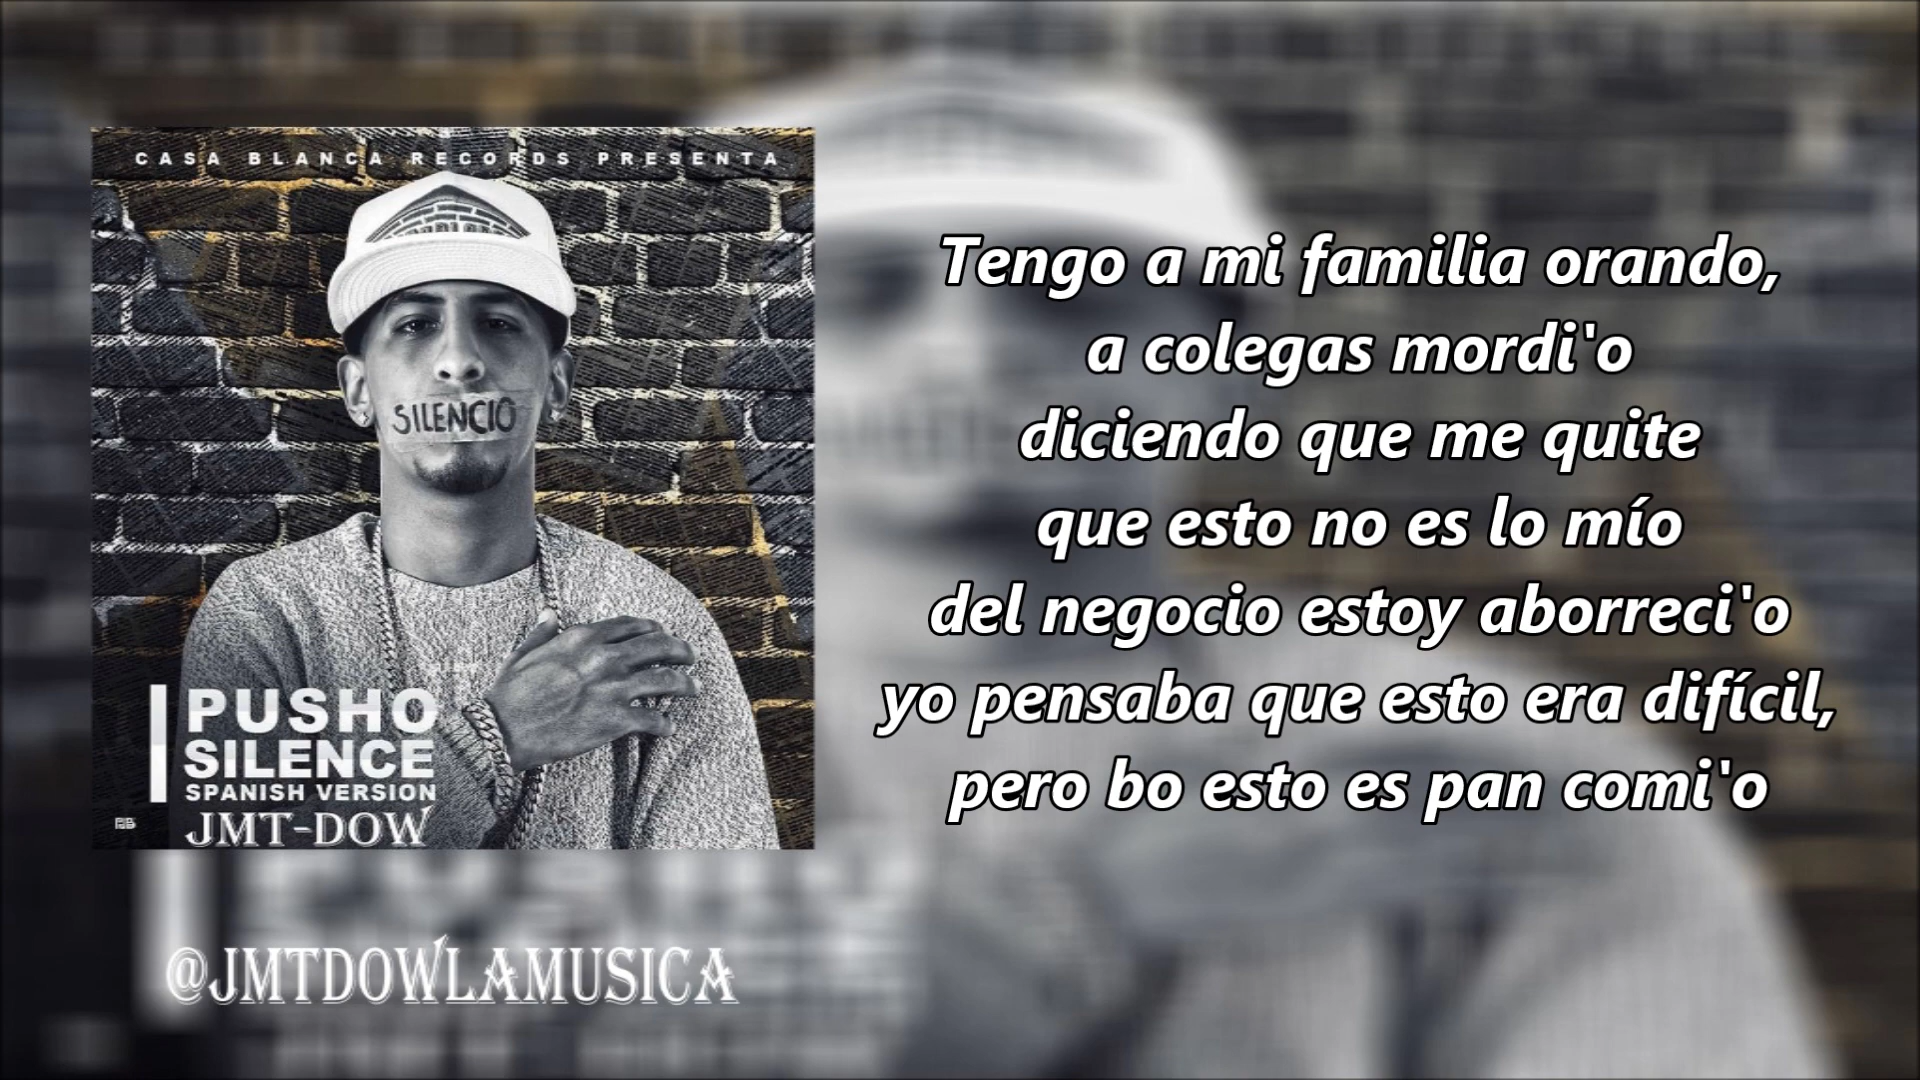 CASA BLANCA RECORDS PRESENTA
SILENCIO
PUSHO
SILENCE
SPANISH VERSION
JMT-DOW
@JMTDOWLAMUSICA
Tengo a mi familia orando,
a colegas mordi'o
diciendo que me quite
que esto no es lo mío
del negocio estoy aborreci'o
yo pensaba que esto era difícil,
pero bo esto es pan comi'o